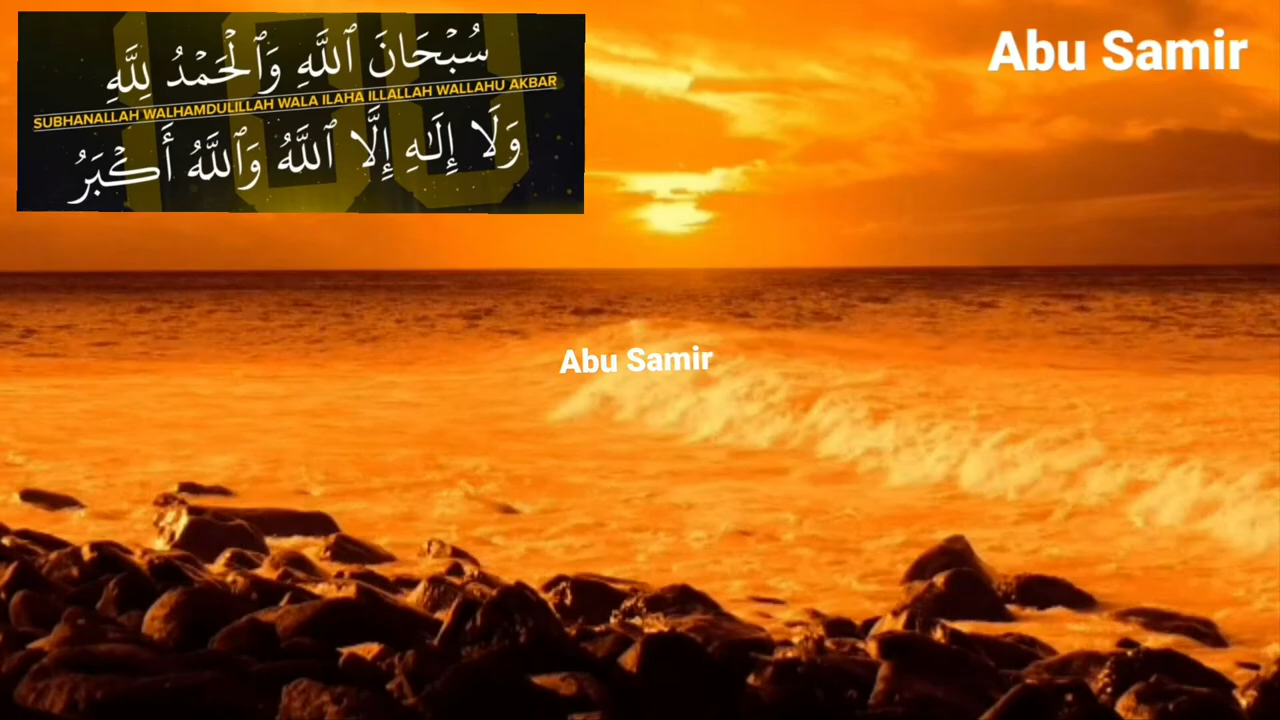 سُبْحَانَ ٱللَّهِ وَٱلْحَمْدُ لِلَّهِ
SUBHANALLAH WALHAMDULILLAH WALA ILAHA ILLALLAH WALLAHU AKBAR
وَلَا إِلَـٰهِ إِلَّا ٱللَّهُ وَٱللَّهُ أَكْبَرُ
Abu Samir
Abu Samir